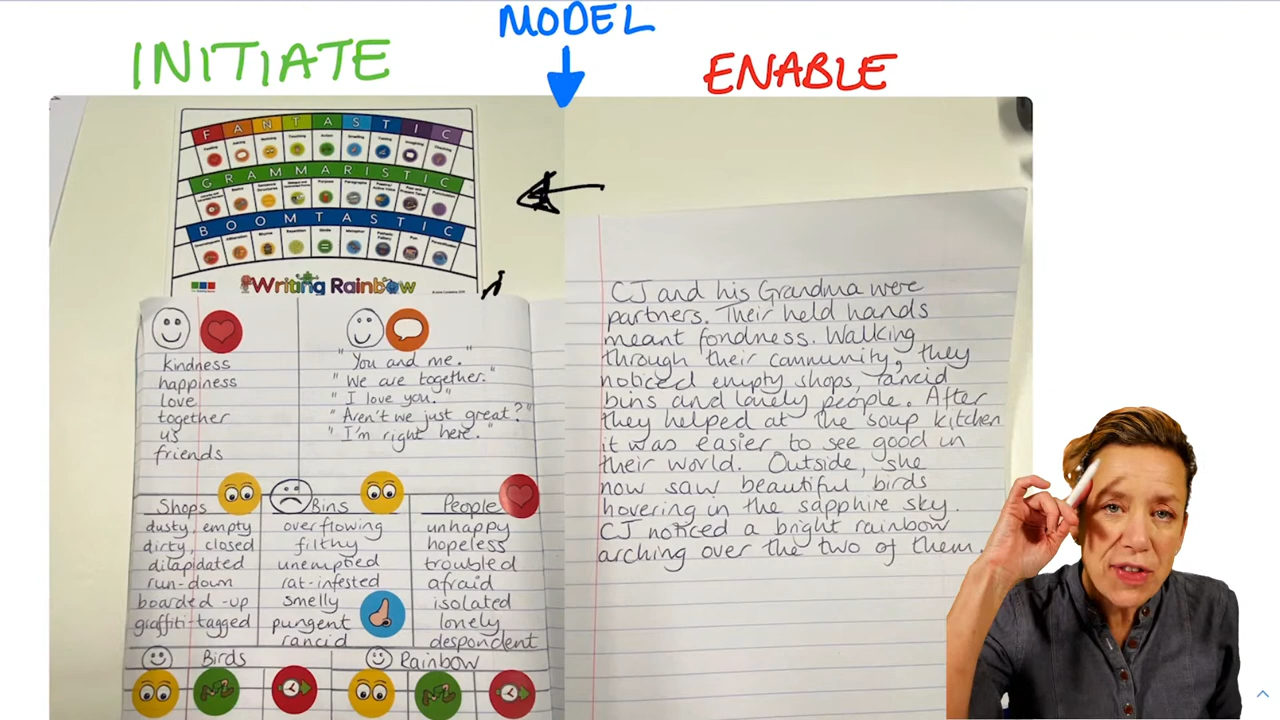 INITIATE
MODEL
ENABLE
FANTASTIC
GRAMMARISTIC
BOOMTASTIC
Writing Rainbow
kindness
happiness
love
together
us
friends
"You and me."
"We are together."
"I love you."
"Aren't we just great?"
"I'm right here."
Shops
dusty, empty
dirty, closed
dilapidated
run-down
boarded-up
graffiti-tagged
Bins
overflowing
filthy
unemptied
rat-infested
smelly
pungent
rancid
People
unhappy
hopeless
troubled
afraid
isolated
lonely
despondent
Birds
Rainbow
CJ and his Grandma were
partners. Their held hands
meant fondness. Walking
through their community, they
noticed empty shops, rancid
bins and lonely people. After
they helped at the soup kitchen
it was easier to see good in
their world. Outside, she
now saw beautiful birds
hovering in the sapphire sky.
CJ noticed a bright rainbow
arching over the two of them.